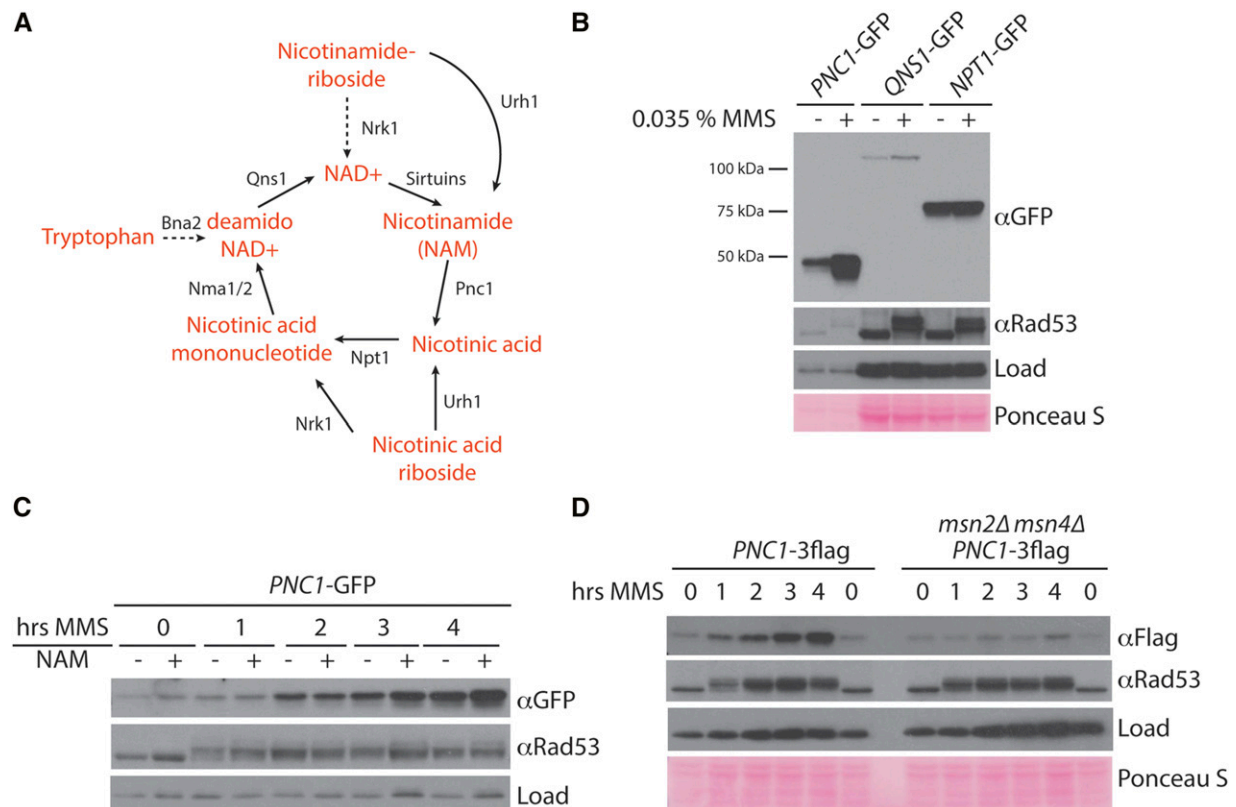 A
Nicotinamide-
riboside
Urh1
Nrk1
NAD+
Qns1
Sirtuins
Tryptophan
Bna2
deamido
NAD+
Nicotinamide
(NAM)
Nma1/2
Pnc1
Nicotinic acid
mononucleotide
Npt1
Nicotinic acid
Nrk1
Urh1
Nicotinic acid
riboside
B
PNC1-GFP
QNS1-GFP
NPT1-GFP
0.035 % MMS - + - + - +
100 kDa
75 kDa
50 kDa
αGFP
αRad53
Load
Ponceau S
C
PNC1-GFP
hrs MMS 0 1 2 3 4
NAM - + - + - + - + - +
αGFP
αRad53
Load
D
PNC1-3flag
msn2Δ msn4Δ
PNC1-3flag
hrs MMS 0 1 2 3 4 0 0 1 2 3 4 0
αFlag
αRad53
Load
Ponceau S